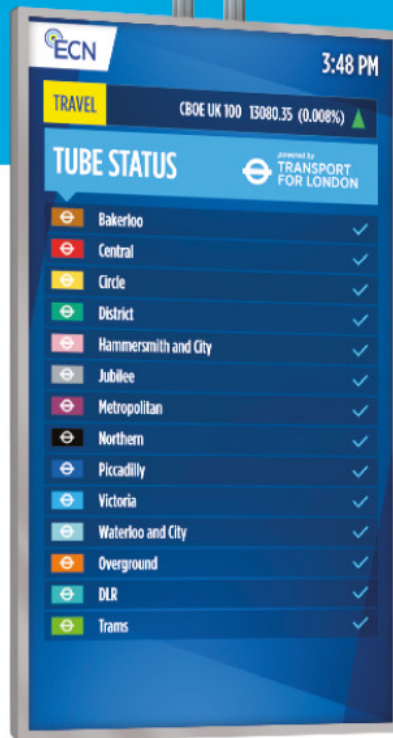 ECN
3:48 PM
TRAVEL
CBOE UK 100 13080.35 (0.008%)
TUBE STATUS
powered by
TRANSPORT
FOR LONDON
Bakerloo
Central
Circle
District
Hammersmith and City
Jubilee
Metropolitan
Northern
Piccadilly
Victoria
Waterloo and City
Overground
DLR
Trams